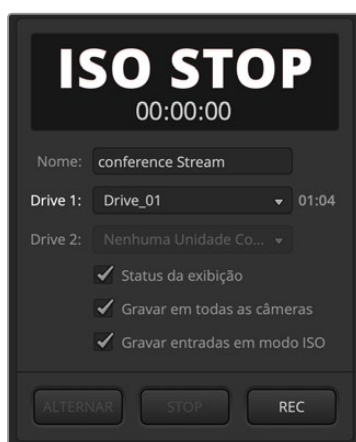 ISO STOP
00:00:00
Nome: conference Stream
Drive 1: Drive_01 01:04
Drive 2: Nenhuma Unidade Co...
Status da exibição
Gravar em todas as câmeras
Gravar entradas em modo ISO
ALTERNAR STOP REC